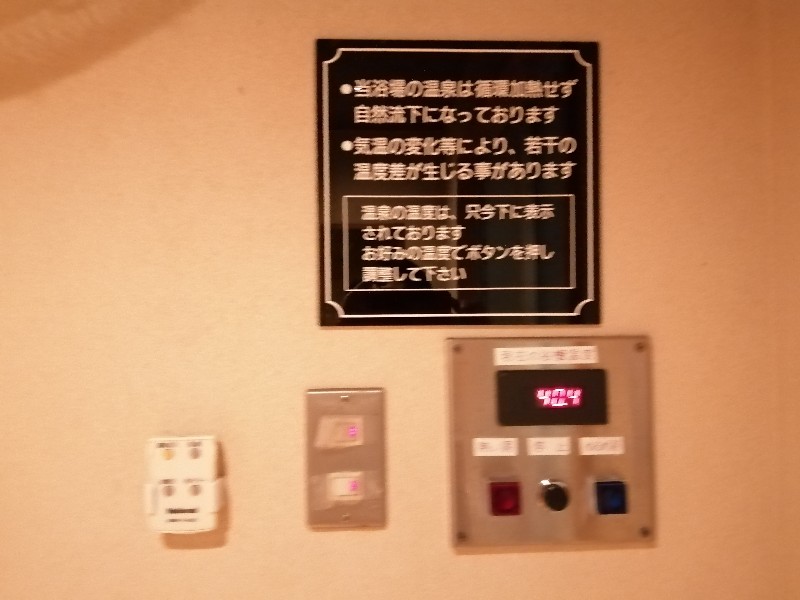 ●当浴場の温泉は循環加熱せず
自然流下になっております
●気温の変化等により、若干の
温度差が生じる事があります
温泉の温度は、只今下に表示
されております
お好みの温度でボタンを押し
調整して下さい
40.4